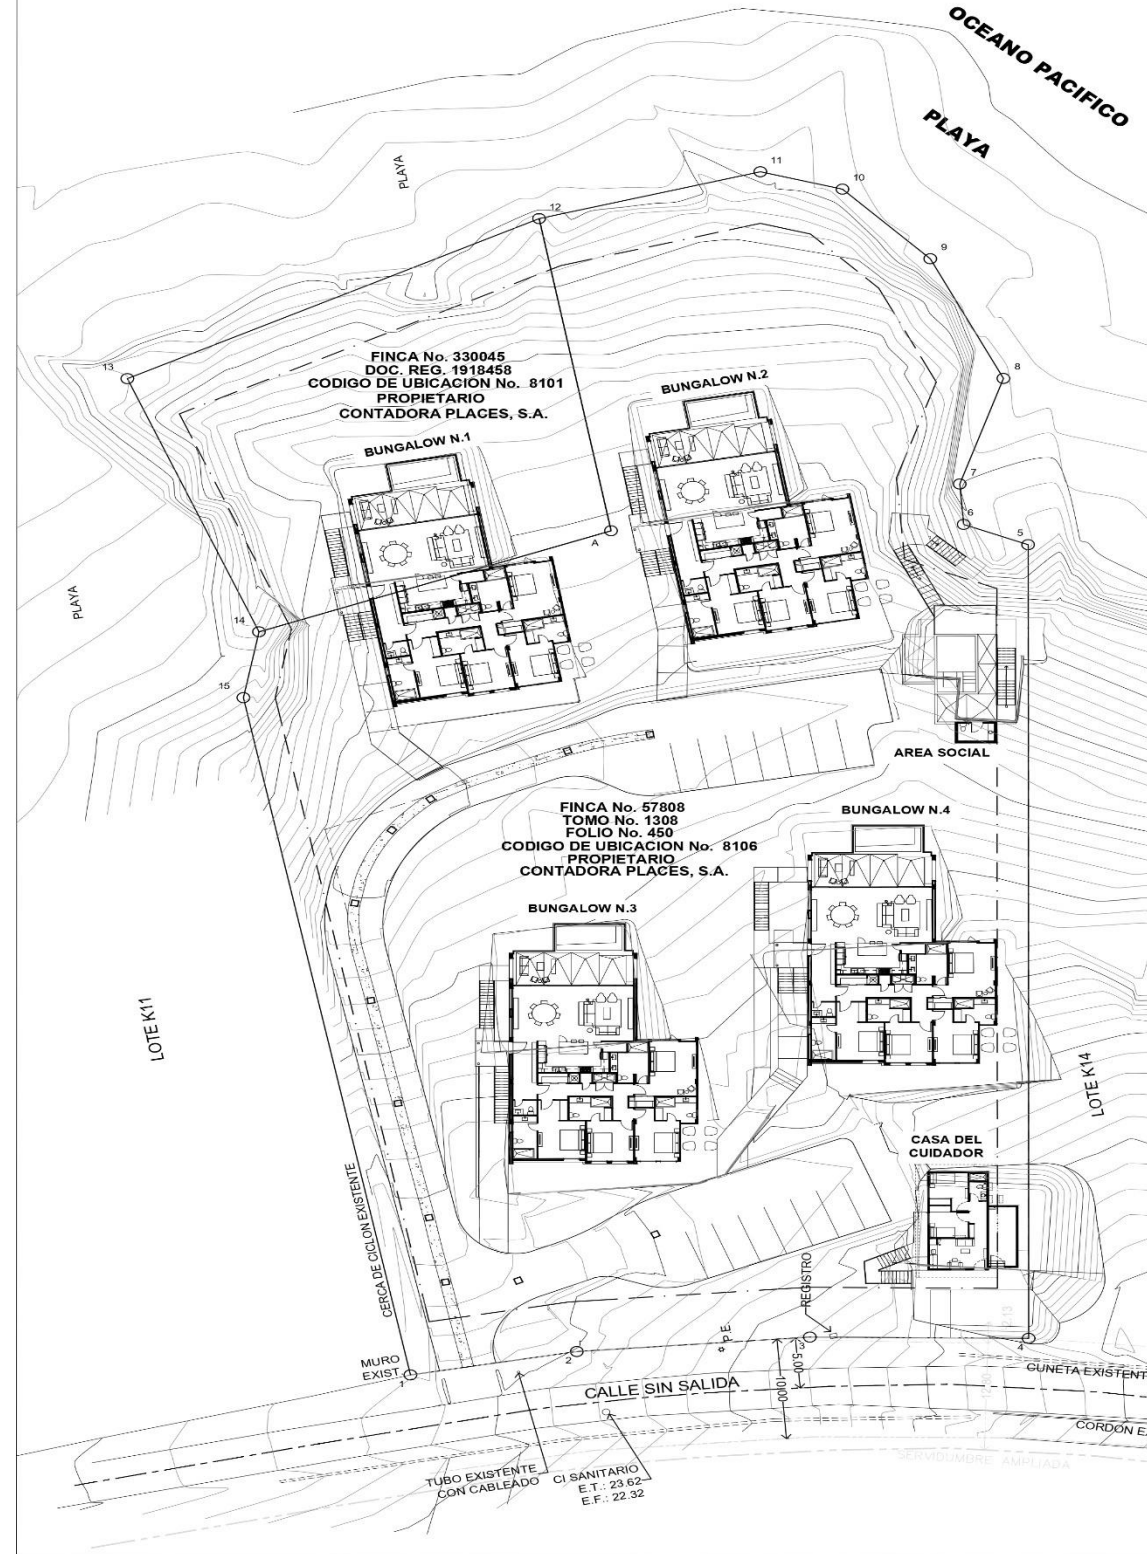 OCEANO PACIFICO
PLAYA
PLAYA
11
10
12
9
13
8
FINCA No. 330045
DOC. REG. 1918458
CODIGO DE UBICACIÓN No. 8101
PROPIETARIO
CONTADORA PLACES, S.A.
BUNGALOW N.2
BUNGALOW N.1
7
6
5
A
PLAYA
14
15
AREA SOCIAL
FINCA No. 57808
TOMO No. 1308
FOLIO No. 450
CODIGO DE UBICACION No. 8106
PROPIETARIO
CONTADORA PLACES, S.A.
BUNGALOW N.4
BUNGALOW N.3
LOTE K11
LOTE K14
CASA DEL
CUIDADOR
CERCA DE CICLON EXISTENTE
REGISTRO
P.E.
MURO
EXIST.
1
2
3
4
5.00
10.00
CUNETA EXISTENT
CALLE SIN SALIDA
CORDON E
SERVIDUMBRE AMPLIADA
TUBO EXISTENTE
CON CABLEADO
CI SANITARIO
E.T.: 23.62
E.F.: 22.32